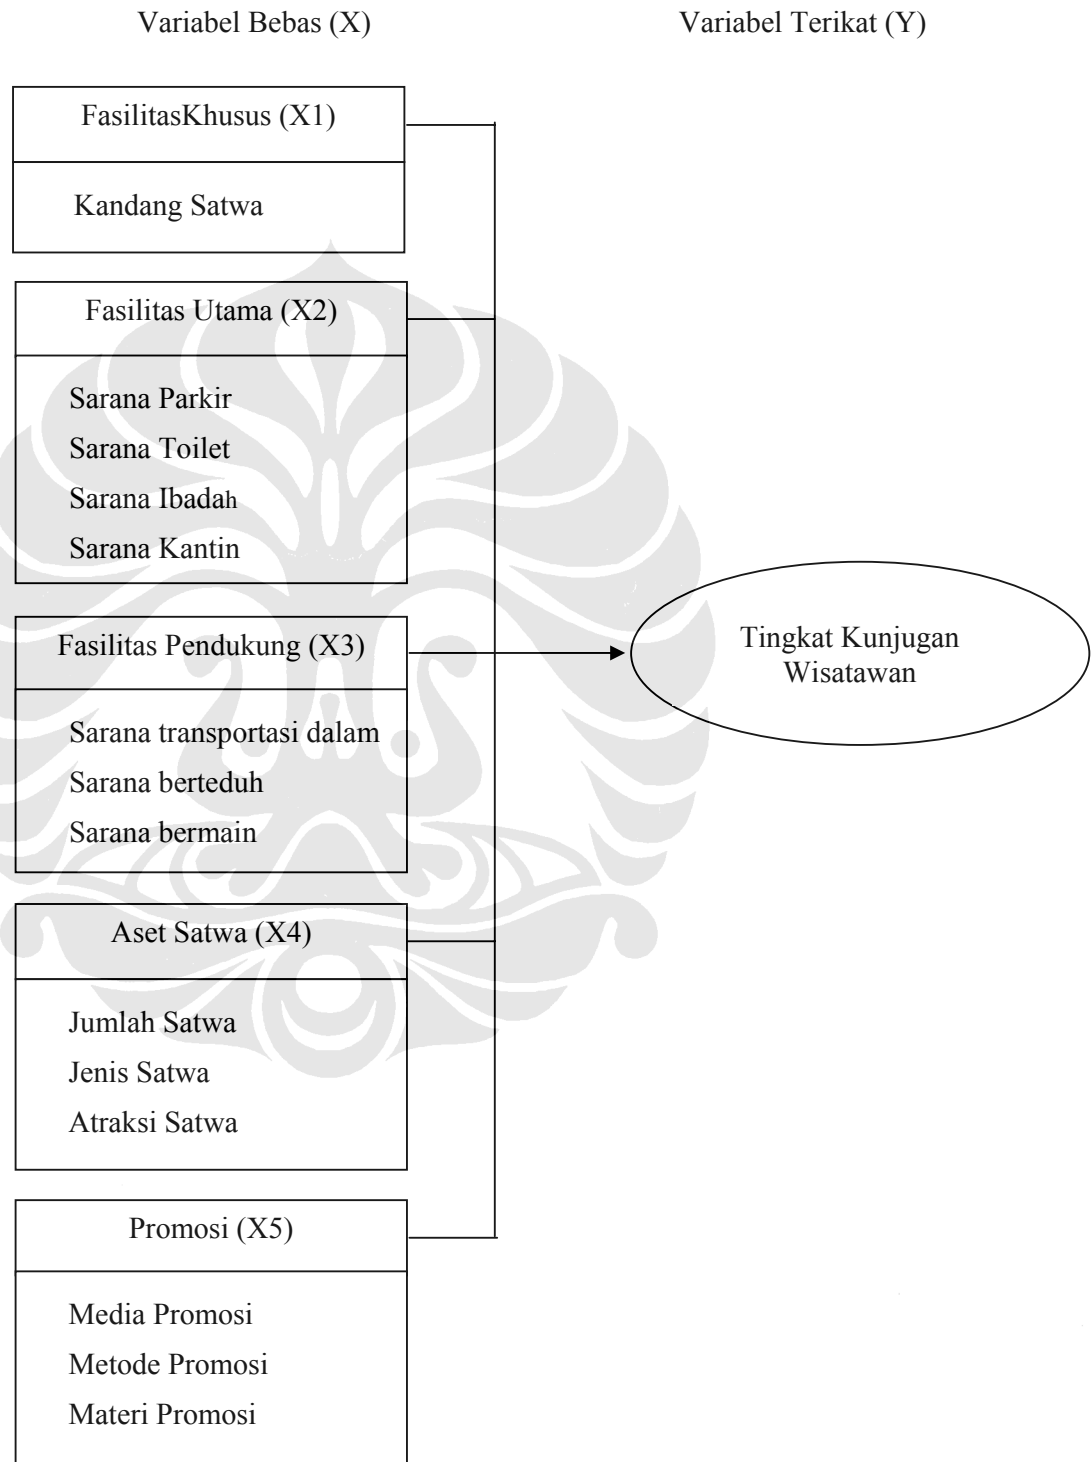 Variabel Bebas (X)
Variabel Terikat (Y)
FasilitasKhusus (X1)
Kandang Satwa
Fasilitas Utama (X2)
Sarana Parkir
Sarana Toilet
Sarana Ibadah
Sarana Kantin
Fasilitas Pendukung (X3)
Sarana transportasi dalam
Sarana berteduh
Sarana bermain
Tingkat Kunjugan
Wisatawan
Aset Satwa (X4)
Jumlah Satwa
Jenis Satwa
Atraksi Satwa
Promosi (X5)
Media Promosi
Metode Promosi
Materi Promosi